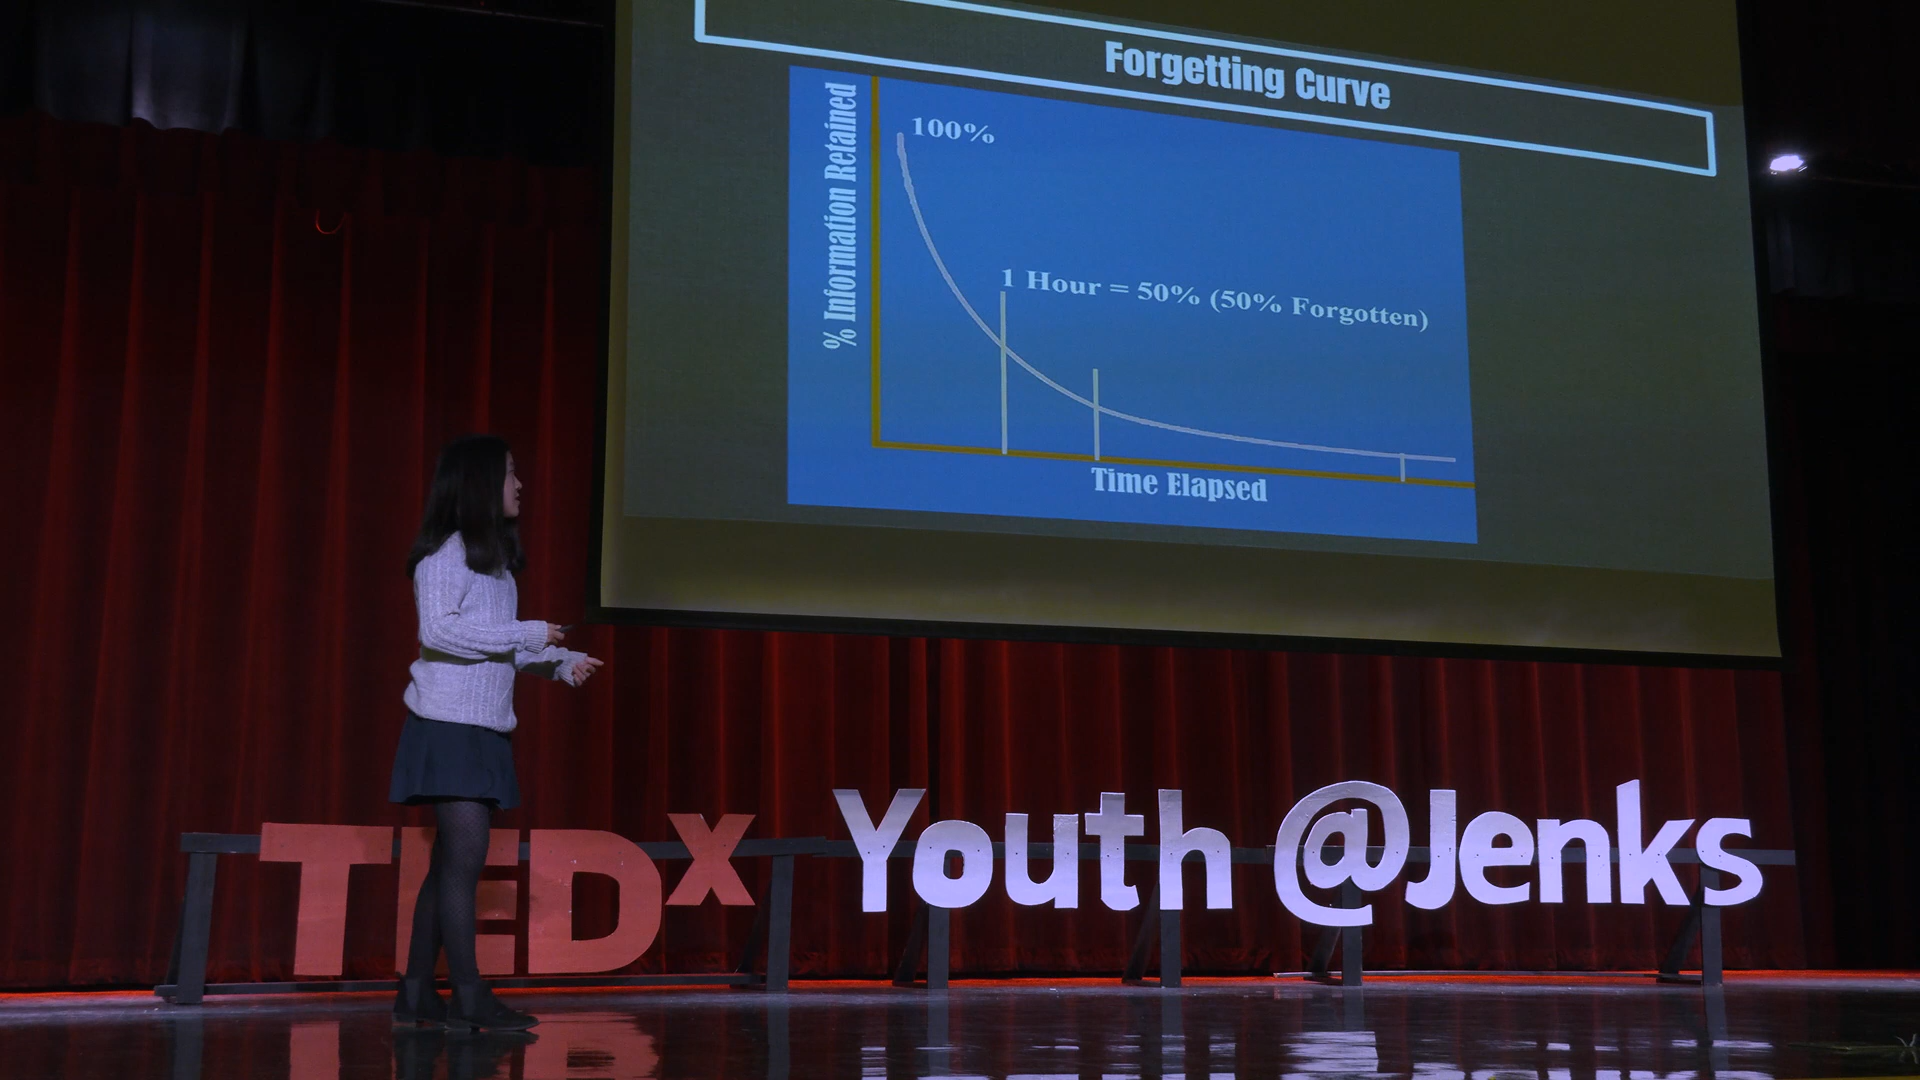 Forgetting Curve
% Information Retained
100%
1 Hour = 50% (50% Forgotten)
Time Elapsed
TEDx Youth @Jenks